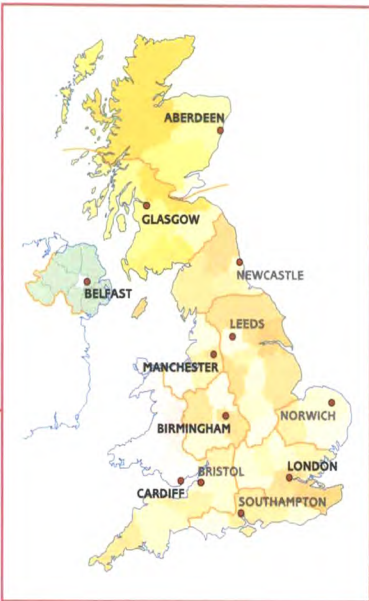 ABERDEEN
GLASGOW
NEWCASTLE
BELFAST
LEEDS
MANCHESTER
NORWICH
BIRMINGHAM
BRISTOL
LONDON
CARDIFF
SOUTHAMPTON